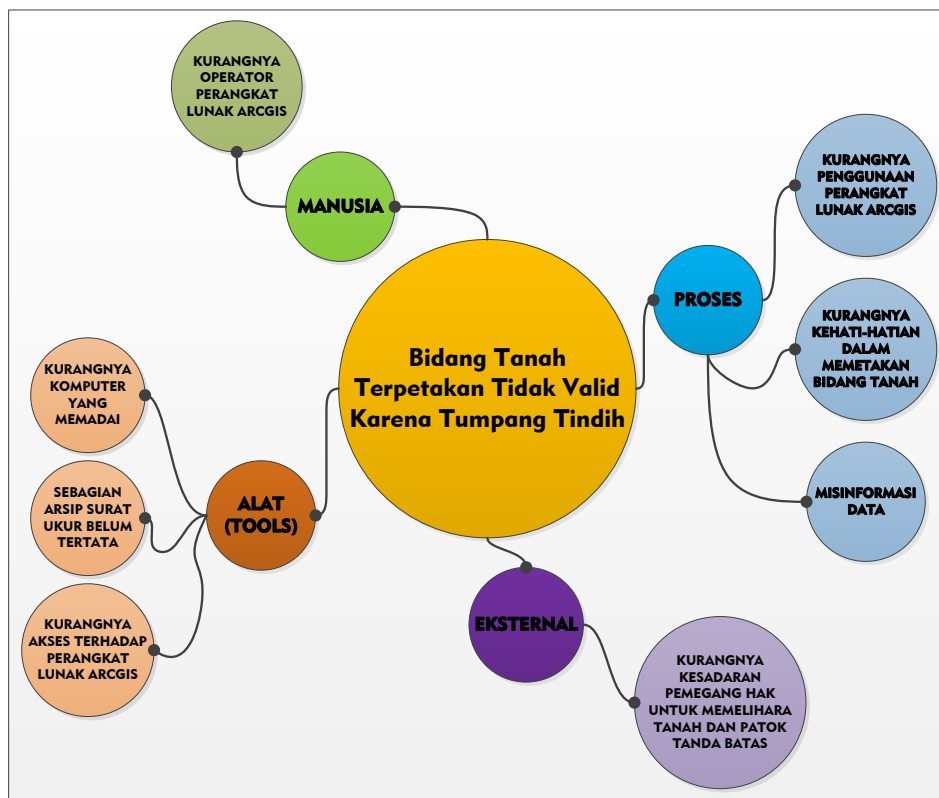 KURANGNYA
OPERATOR
PERANGKAT
LUNAK ARCGIS
MANUSIA
KURANGNYA
PENGGUNAAN
PERANGKAT
LUNAK ARCGIS
PROSES
KURANGNYA
KEHATI-HATIAN
DALAM
MEMETAKAN
BIDANG TANAH
MISINFORMASI
DATA
Bidang Tanah
Terpetakan Tidak Valid
Karena Tumpang Tindih
KURANGNYA
KOMPUTER
YANG
MEMADAI
SEBAGIAN
ARSIP SURAT
UKUR BELUM
TERTATA
ALAT
(TOOLS)
KURANGNYA
AKSES TERHADAP
PERANGKAT
LUNAK ARCGIS
EKSTERNAL
KURANGNYA
KESADARAN
PEMEGANG HAK
UNTUK MEMELIHARA
TANAH DAN PATOK
TANDA BATAS